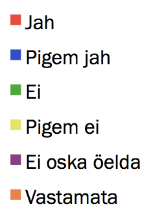 Jah
Pigem jah
Ei
Pigem ei
Ei oska öelda
Vastamata